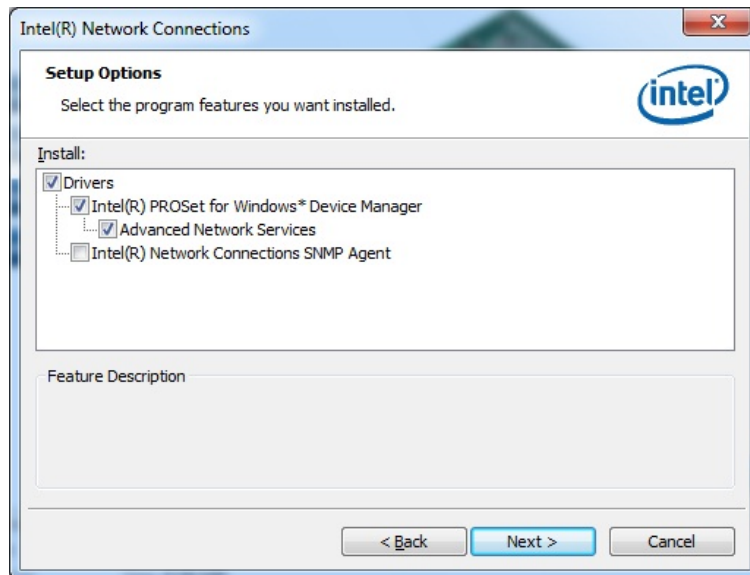 Intel(R) Network Connections
Setup Options
Select the program features you want installed.
intel
Install:
Drivers
Intel(R) PROSet for Windows* Device Manager
Advanced Network Services
Intel(R) Network Connections SNMP Agent
Feature Description
< Back
Next >
Cancel